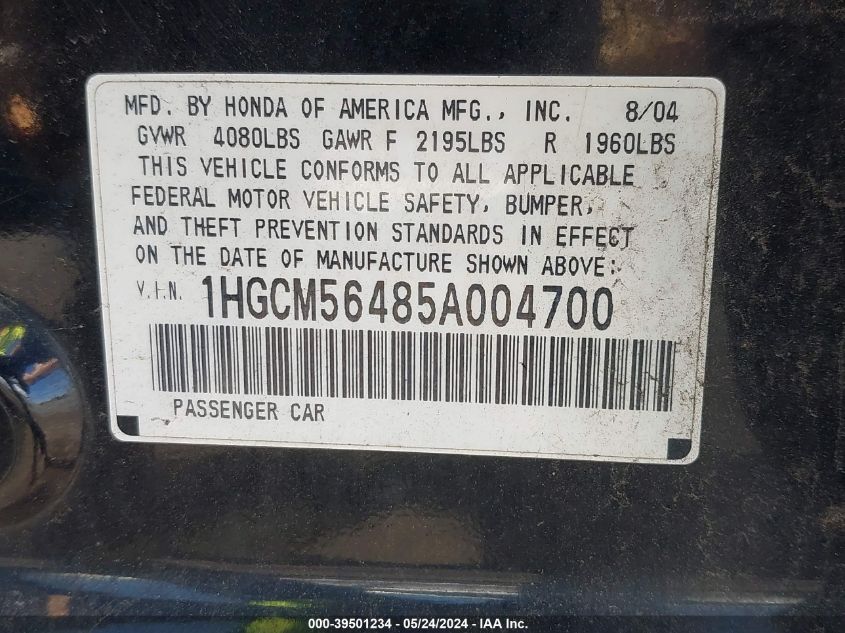 MFD. BY HONDA OF AMERICA MFG., INC. 8/04
GVWR 4080LBS GAWR F 2195LBS R 1960LBS
THIS VEHICLE CONFORMS TO ALL APPLICABLE
FEDERAL MOTOR VEHICLE SAFETY, BUMPER,
AND THEFT PREVENTION STANDARDS IN EFFECT
ON THE DATE OF MANUFACTURE SHOWN ABOVE:
V.I.N. 1HGCM56485A004700
PASSENGER CAR
000-39501234 - 05/24/2024 - IAA Inc.